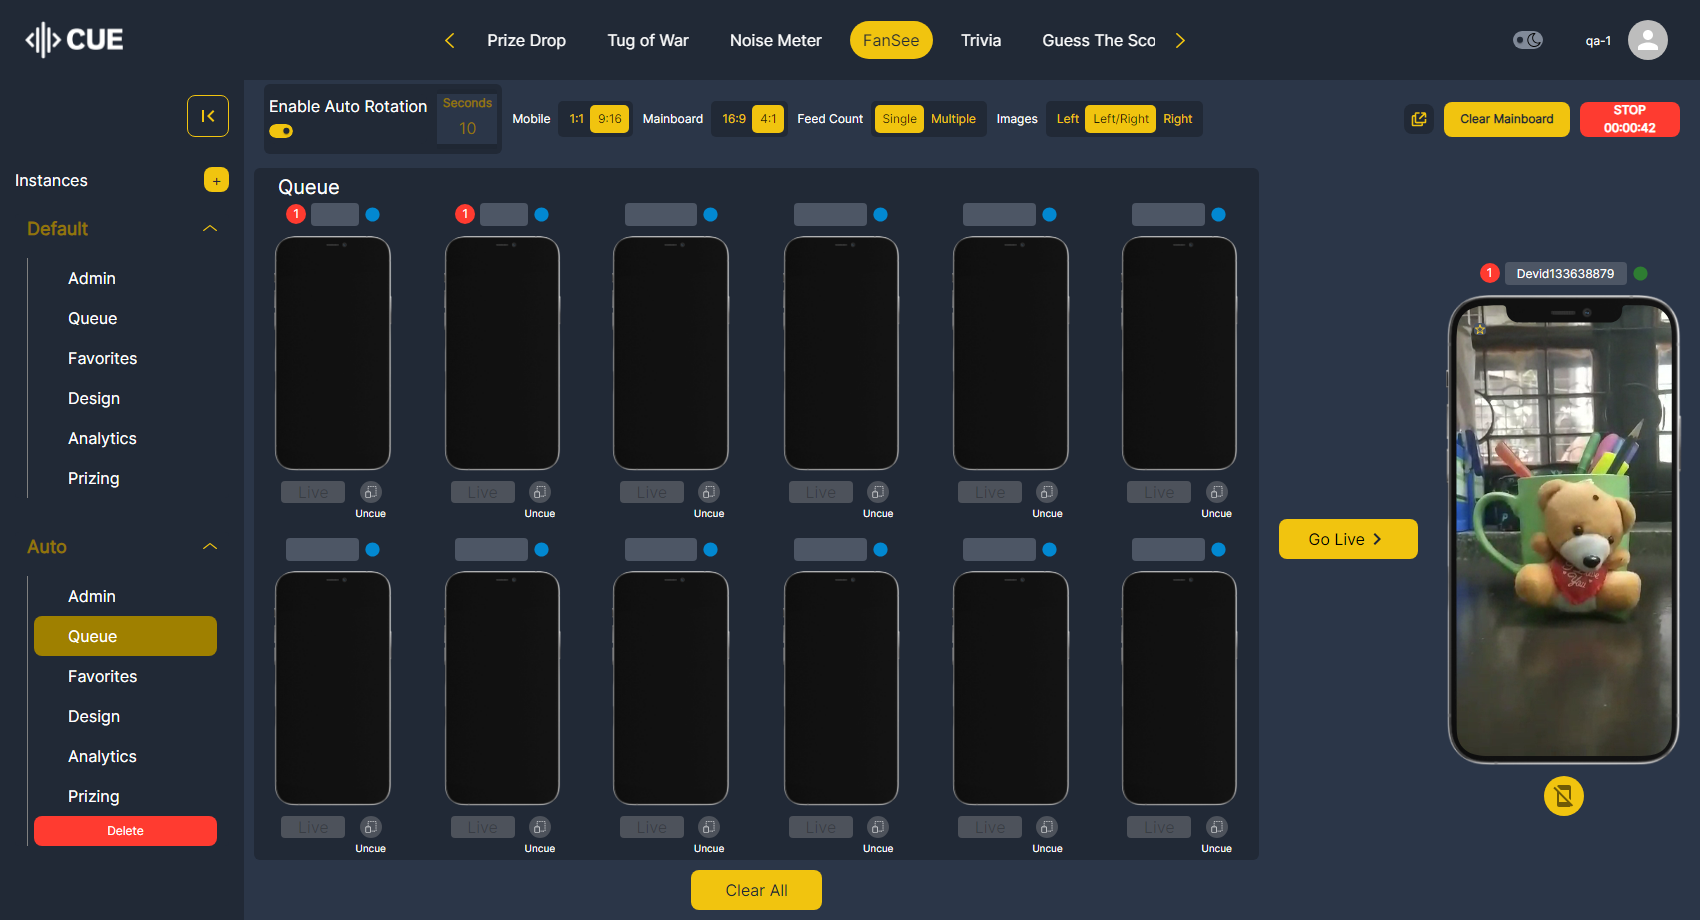 CUE
Prize Drop Tug of War Noise Meter FanSee Trivia Guess The Sco
qa-1
Enable Auto Rotation
Seconds
10
Mobile 1:1 9:16 Mainboard 16:9 4:1 Feed Count Single Multiple Images Left Left/Right Right
Clear Mainboard
STOP
00:00:42
Instances +
Default
Admin
Queue
Favorites
Design
Analytics
Prizing
Auto
Admin
Queue
Favorites
Design
Analytics
Prizing
Delete
Queue
1 1
Live Live Live Live Live Live
Uncue Uncue Uncue Uncue Uncue Uncue
Live Live Live Live Live Live
Uncue Uncue Uncue Uncue Uncue Uncue
Clear All
Go Live
1 Devid133638879
You